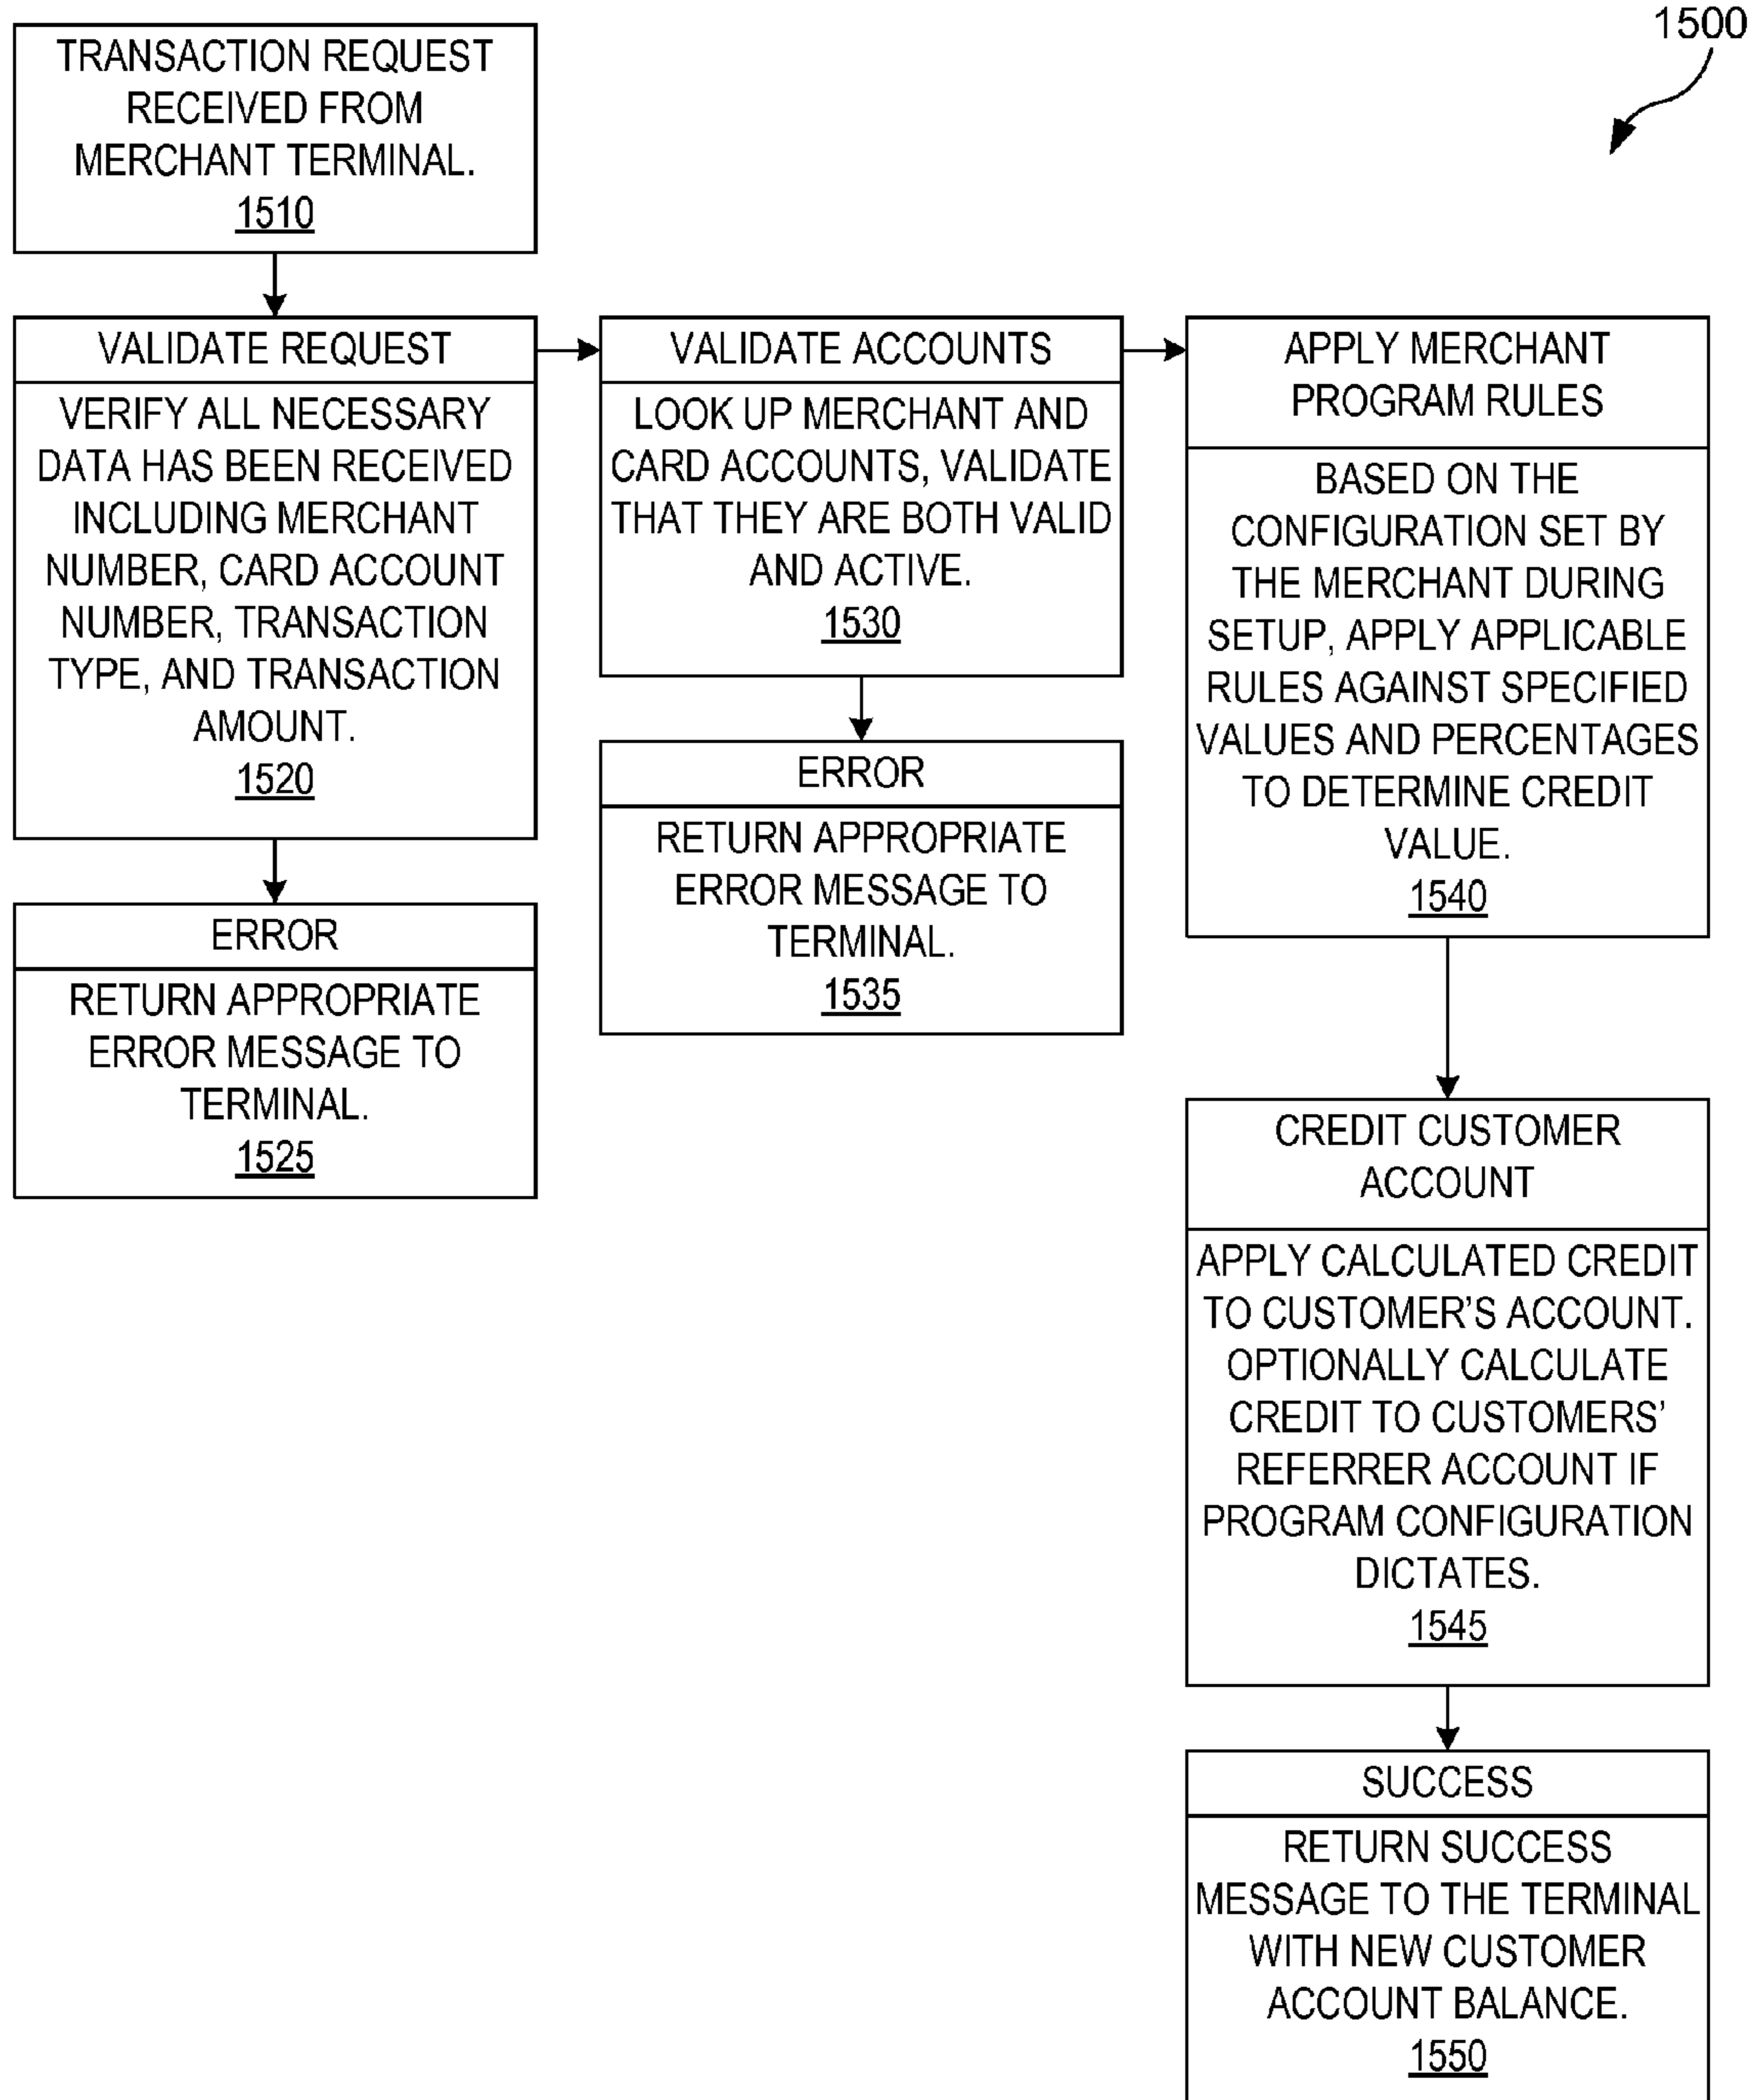 1500
TRANSACTION REQUEST
RECEIVED FROM
MERCHANT TERMINAL.
1510
VALIDATE REQUEST
VERIFY ALL NECESSARY
DATA HAS BEEN RECEIVED
INCLUDING MERCHANT
NUMBER, CARD ACCOUNT
NUMBER, TRANSACTION
TYPE, AND TRANSACTION
AMOUNT.
1520
ERROR
RETURN APPROPRIATE
ERROR MESSAGE TO
TERMINAL.
1525
VALIDATE ACCOUNTS
LOOK UP MERCHANT AND
CARD ACCOUNTS, VALIDATE
THAT THEY ARE BOTH VALID
AND ACTIVE.
1530
ERROR
RETURN APPROPRIATE
ERROR MESSAGE TO
TERMINAL.
1535
APPLY MERCHANT
PROGRAM RULES
BASED ON THE
CONFIGURATION SET BY
THE MERCHANT DURING
SETUP, APPLY APPLICABLE
RULES AGAINST SPECIFIED
VALUES AND PERCENTAGES
TO DETERMINE CREDIT
VALUE.
1540
CREDIT CUSTOMER
ACCOUNT
APPLY CALCULATED CREDIT
TO CUSTOMER’S ACCOUNT.
OPTIONALLY CALCULATE
CREDIT TO CUSTOMERS’
REFERRER ACCOUNT IF
PROGRAM CONFIGURATION
DICTATES.
1545
SUCCESS
RETURN SUCCESS
MESSAGE TO THE TERMINAL
WITH NEW CUSTOMER
ACCOUNT BALANCE.
1550